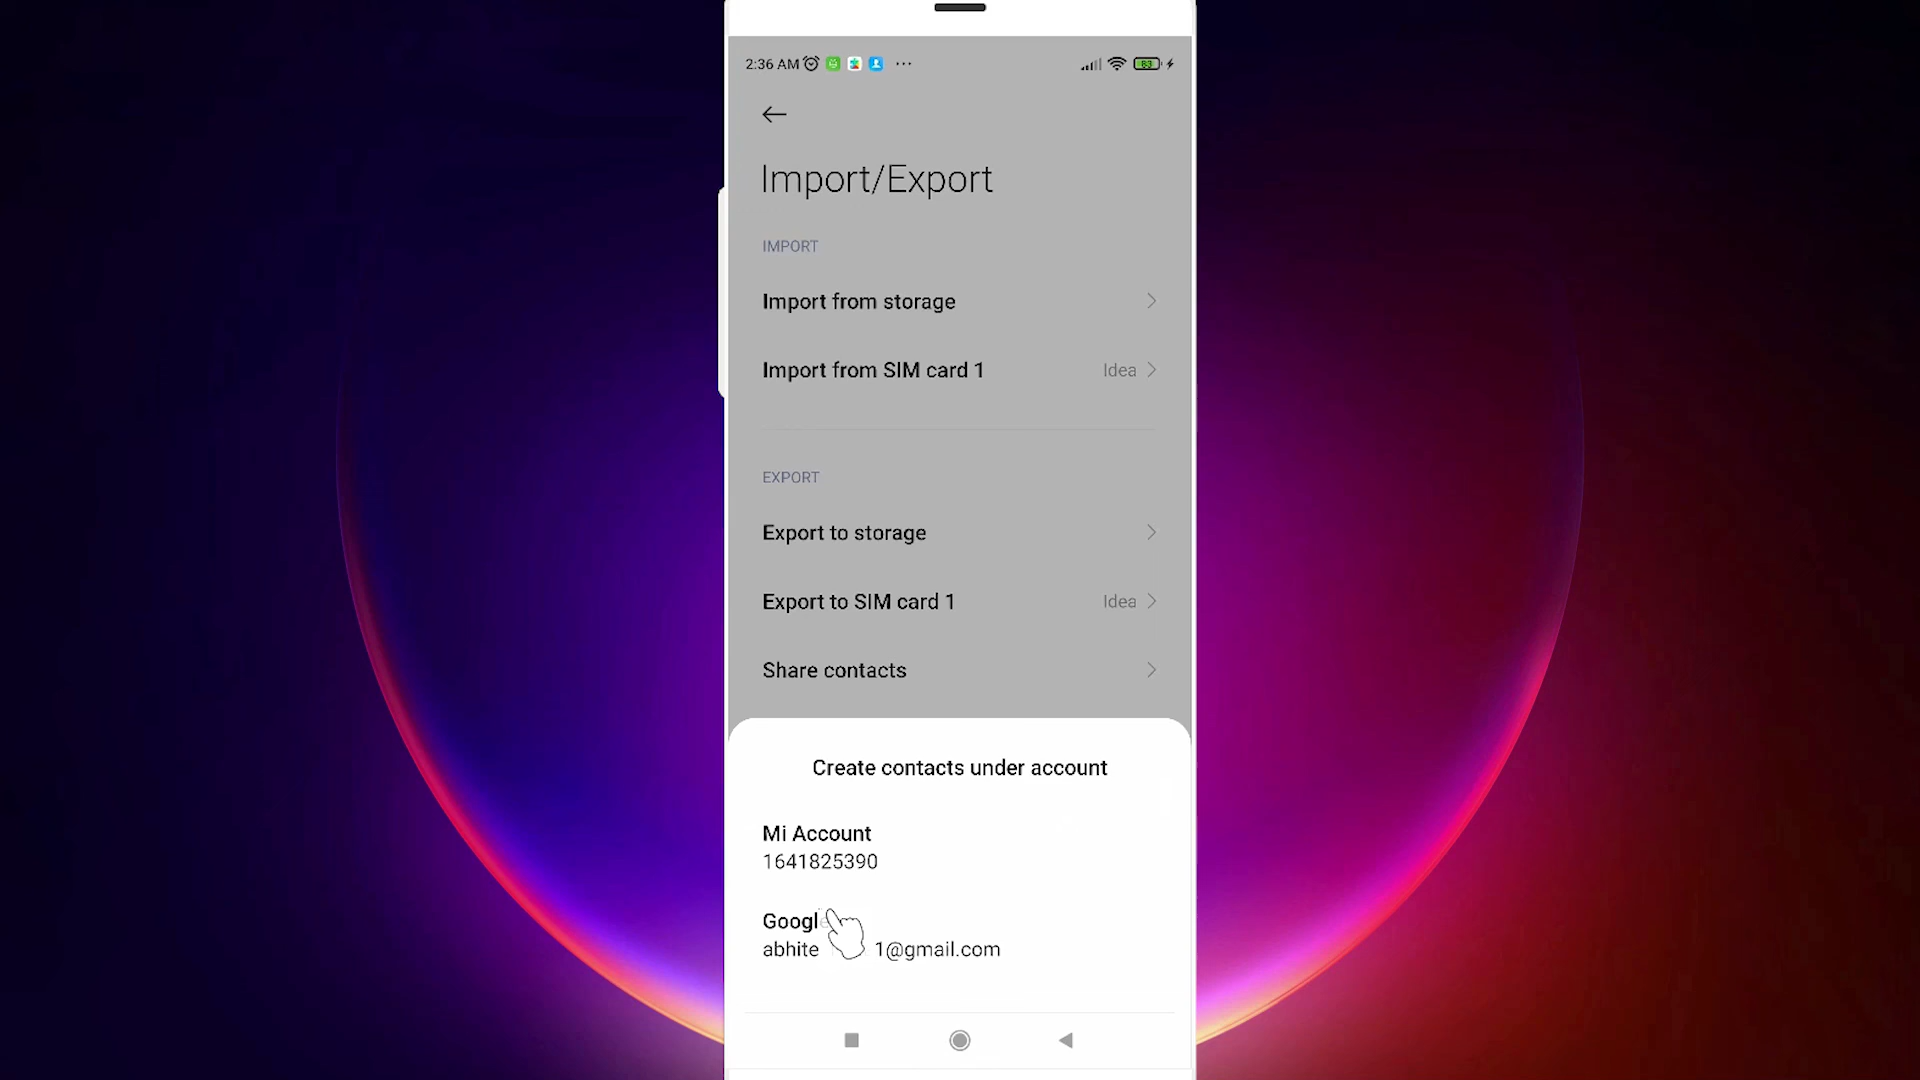 2:36 AM
83
Import/Export
IMPORT
Import from storage
Import from SIM card 1 Idea
EXPORT
Export to storage
Export to SIM card 1 Idea
Share contacts
Create contacts under account
Mi Account
1641825390
Googl
abhite 1@gmail.com